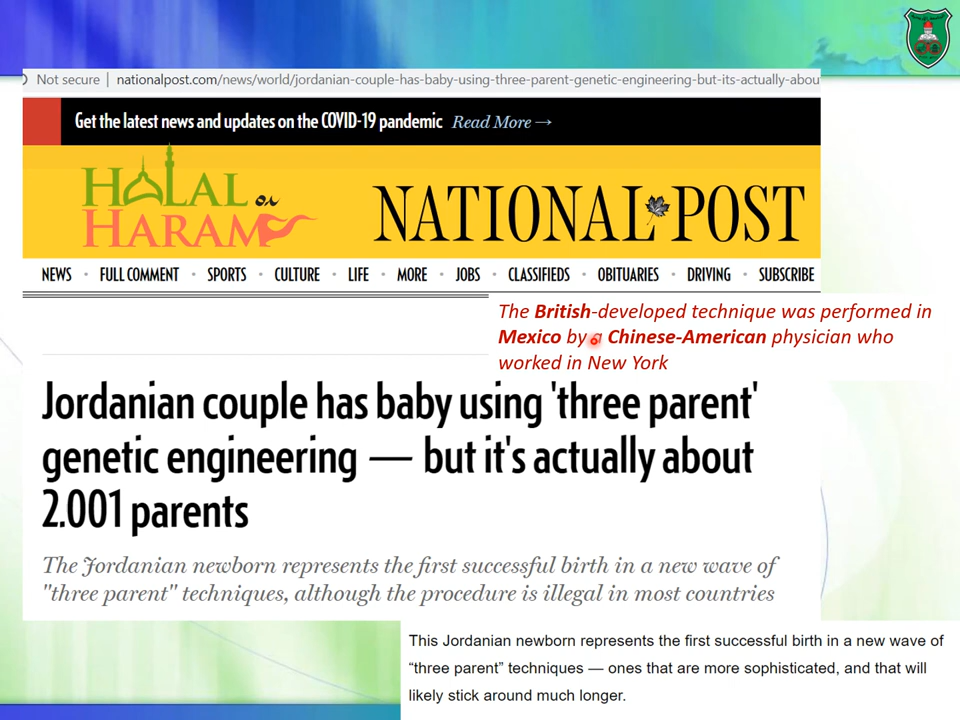 Not secure | nationalpost.com/news/world/jordanian-couple-has-baby-using-three-parent-genetic-engineering-but-its-actually-abou
Get the latest news and updates on the COVID-19 pandemic Read More →
HALAL or
HARAM
NATIONAL POST
NEWS • FULL COMMENT • SPORTS • CULTURE • LIFE • MORE • JOBS • CLASSIFIEDS • OBITUARIES • DRIVING • SUBSCRIBE
The British-developed technique was performed in
Mexico by a Chinese-American physician who
worked in New York
Jordanian couple has baby using 'three parent'
genetic engineering — but it's actually about
2.001 parents
The Jordanian newborn represents the first successful birth in a new wave of
"three parent" techniques, although the procedure is illegal in most countries
This Jordanian newborn represents the first successful birth in a new wave of
“three parent” techniques — ones that are more sophisticated, and that will
likely stick around much longer.